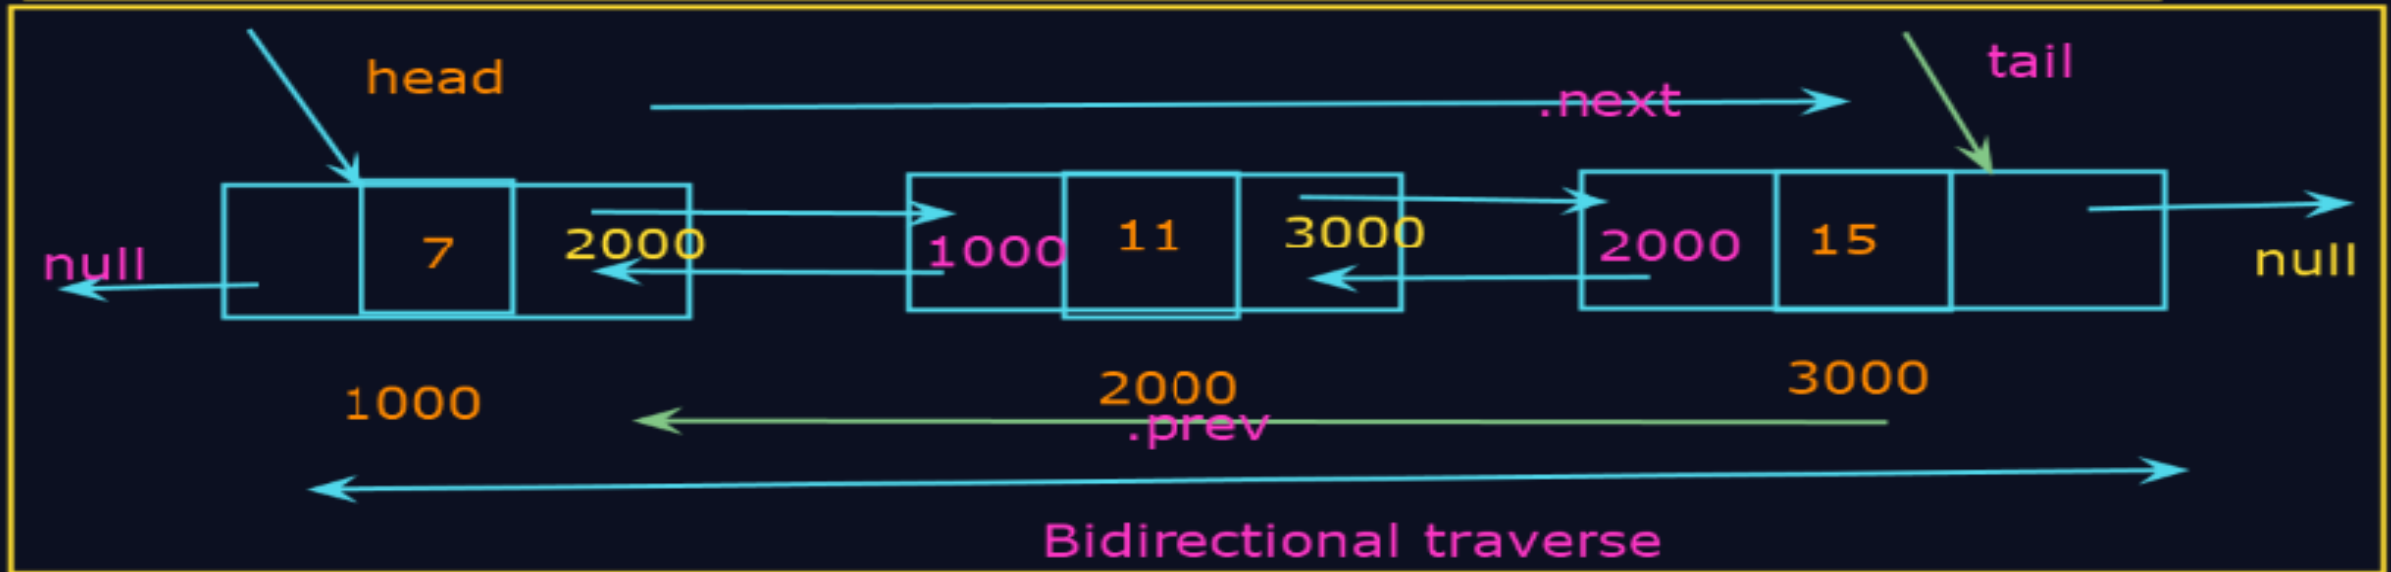 head
tail
.next
null
7
2000
1000
11
3000
2000
15
null
1000
2000
3000
.prev
Bidirectional traverse